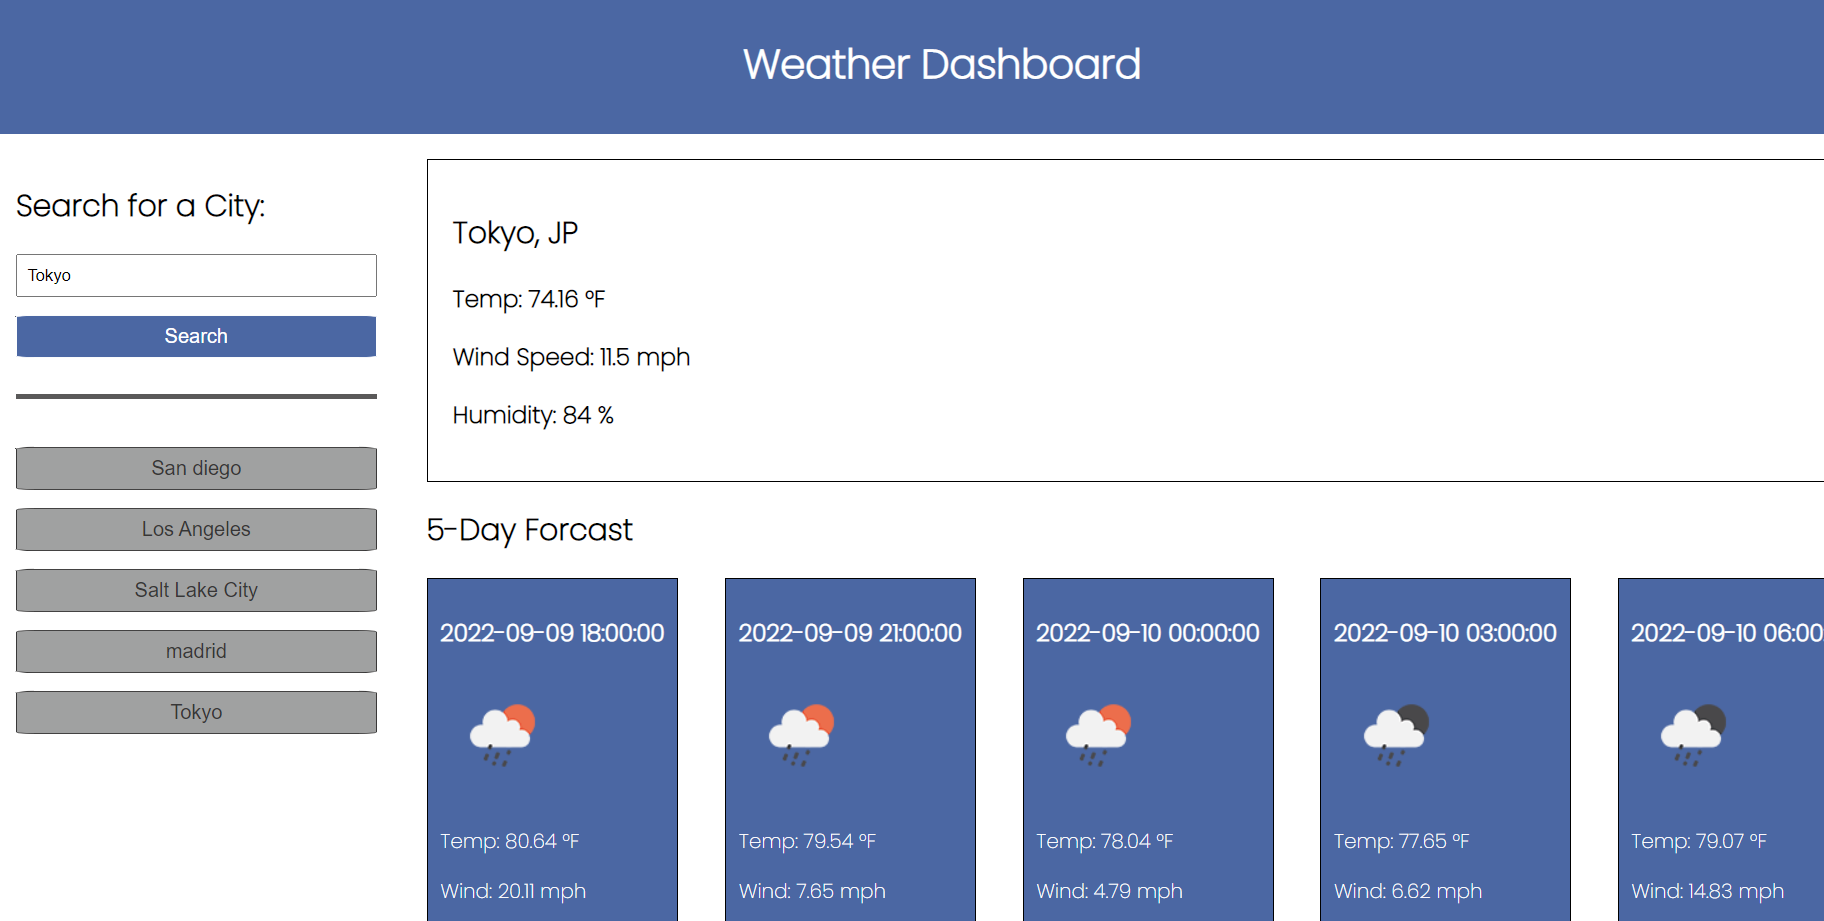 Weather Dashboard
Search for a City:
Tokyo
Search
San diego
Los Angeles
Salt Lake City
madrid
Tokyo
Tokyo, JP
Temp: 74.16 °F
Wind Speed: 11.5 mph
Humidity: 84 %
5-Day Forcast
2022-09-09 18:00:00
Temp: 80.64 °F
Wind: 20.11 mph
2022-09-09 21:00:00
Temp: 79.54 °F
Wind: 7.65 mph
2022-09-10 00:00:00
Temp: 78.04 °F
Wind: 4.79 mph
2022-09-10 03:00:00
Temp: 77.65 °F
Wind: 6.62 mph
2022-09-10 06:00
Temp: 79.07 °F
Wind: 14.83 mph